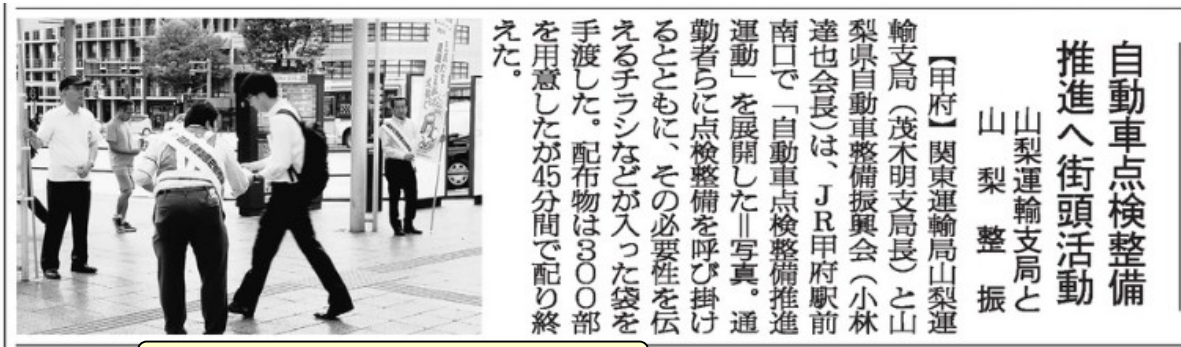 自動車点検整備
推進へ街頭活動
山梨運輸支局と
山梨整振
【甲府】関東運輸局山梨運
輸支局（茂木明支局長）と山
梨県自動車整備振興会（小林
達也会長）は、ＪＲ甲府駅前
南口で「自動車点検整備推進
運動」を展開した＝写真。通
勤者らに点検整備を呼び掛け
るとともに、その必要性を伝
えるチラシなどが入った袋を
手渡した。配布物は３００部
を用意したが45分間で配り終
えた。